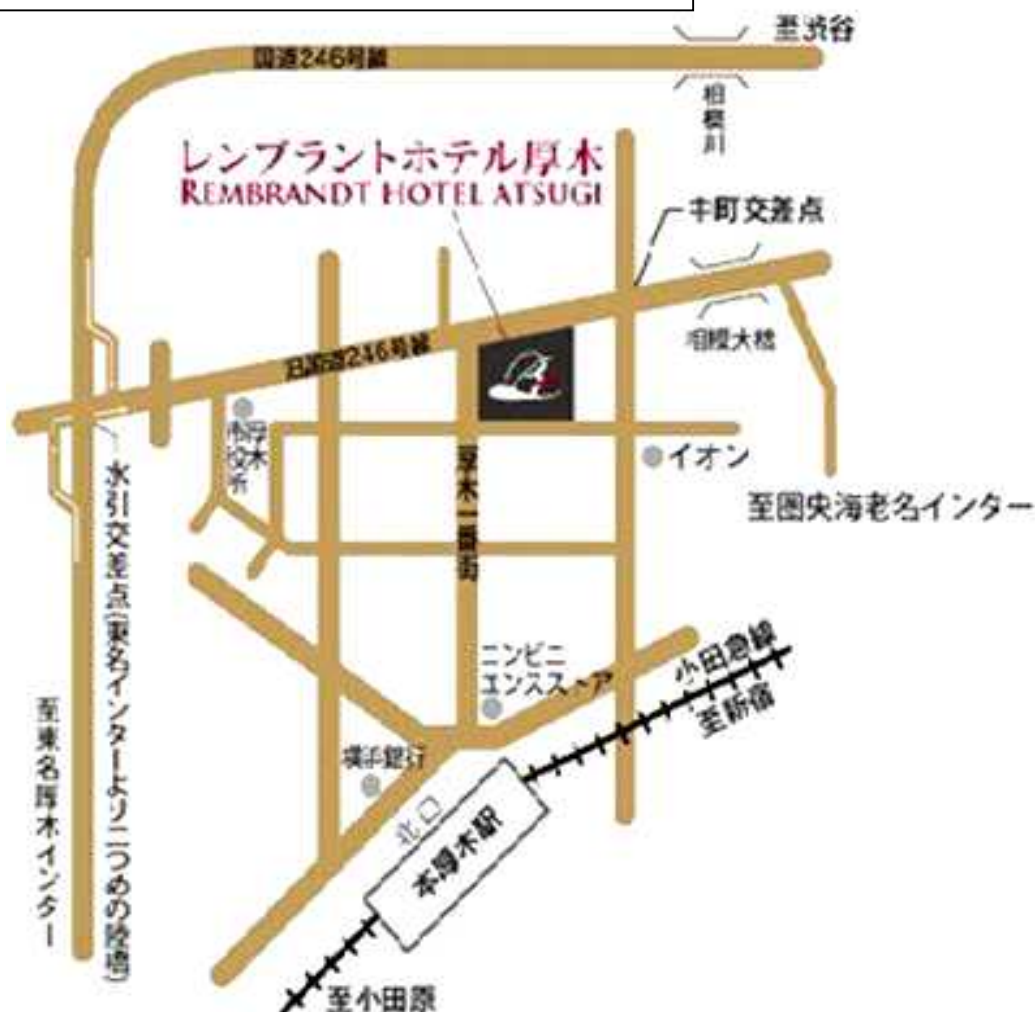 至渋谷
国道246号線
相模川
レンブラントホテル厚木
REMBRANDT HOTEL ATSUGI
牛町交差点
相模大橋
旧国道246号線
厚木
市役所
厚木一番街
イオン
至圏央海老名インター
水引交差点(東名インターより二つめの陸橋)
至東名厚木インター
コンビニ
エンスストア
小田急線
至新宿
横浜銀行
北口
本厚木駅
至小田原